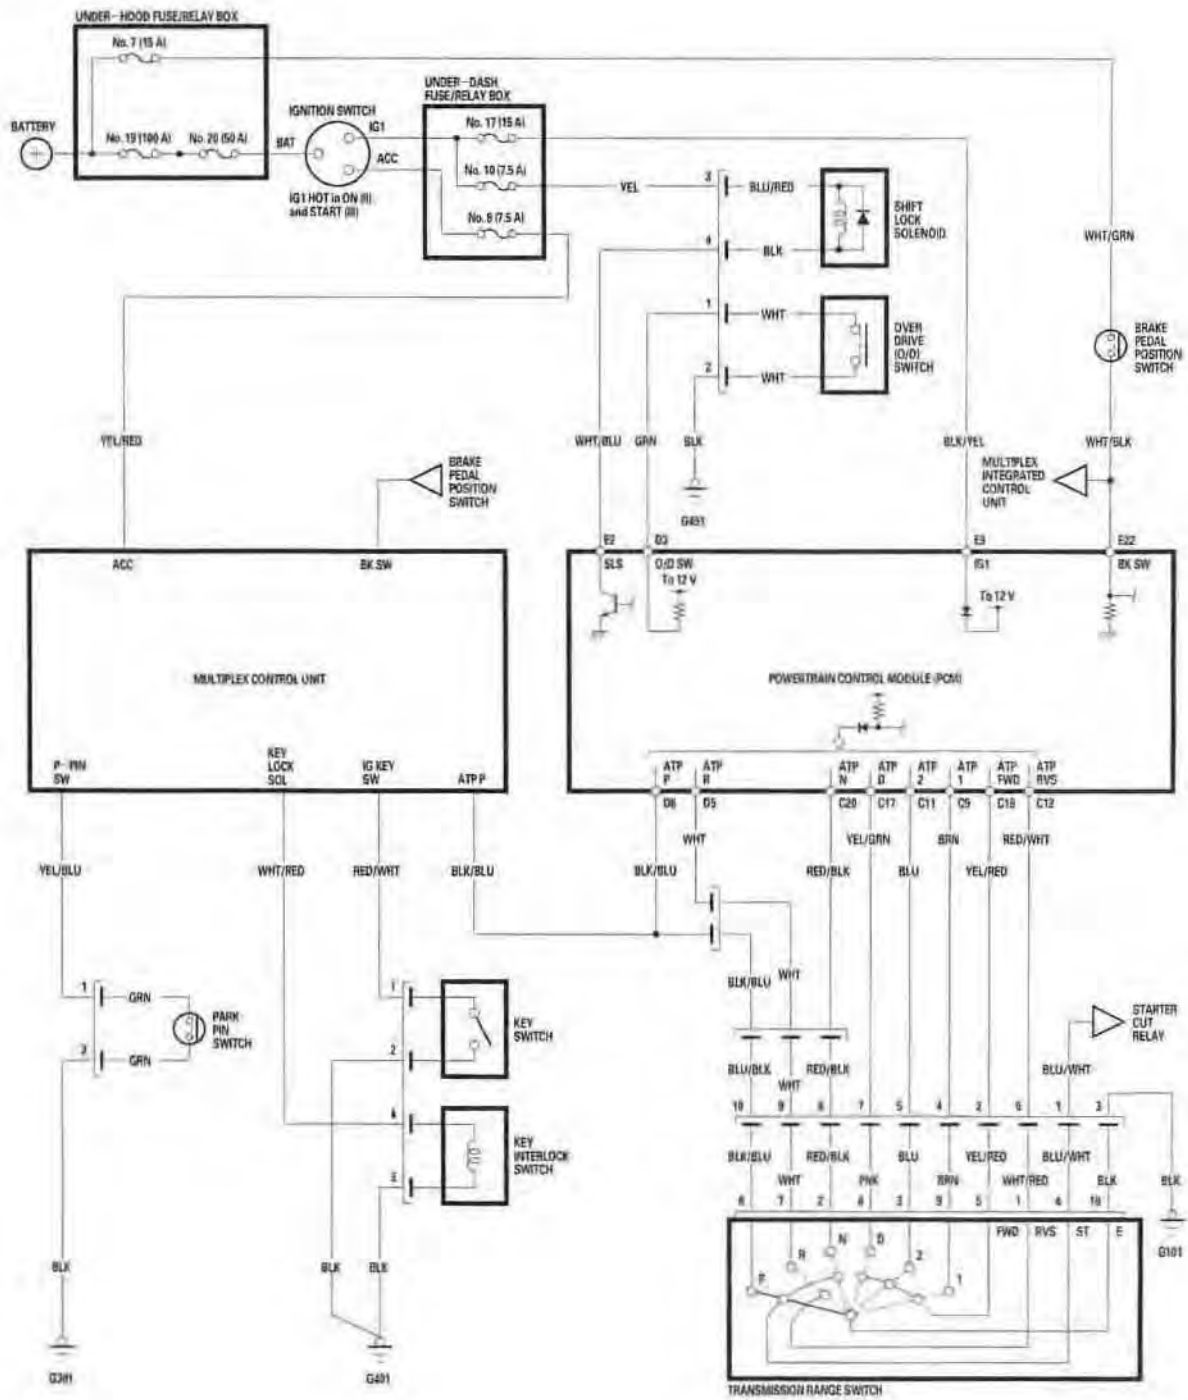 UNDER-HOOD FUSE/RELAY BOX
No. 7 (15 A)
BATTERY
No. 19 (100 A)
No. 20 (50 A)
BAT
IGNITION SWITCH
IG1
ACC
IG1 HOT in ON (II)
and START (III)
UNDER-DASH
FUSE/RELAY BOX
No. 17 (15 A)
No. 10 (7.5 A)
No. 9 (7.5 A)
YEL
3
BLU/RED
SHIFT
LOCK
SOLENOID
4
BLK
WHT/GRN
1
WHT
OVER
DRIVE
(O/D)
SWITCH
2
WHT
BRAKE
PEDAL
POSITION
SWITCH
YEL/RED
BRAKE
PEDAL
POSITION
SWITCH
WHT/BLU
GRN
BLK
G401
BLK/YEL
WHT/BLK
MULTIPLEX
INTEGRATED
CONTROL
UNIT
ACC
BK SW
MULTIPLEX CONTROL UNIT
P-PIN
SW
KEY
LOCK
SOL
IG KEY
SW
ATP P
E2
D3
E9
E22
SLS
O/D SW
IG1
BK SW
To 12 V
To 12 V
POWERTRAIN CONTROL MODULE (PCM)
ATP
P
ATP
R
ATP
N
ATP
D
ATP
2
ATP
1
ATP
FWD
ATP
RVS
D6
D5
C20
C17
C11
C9
C18
C12
YEL/BLU
WHT/RED
RED/WHT
BLK/BLU
BLK/BLU
WHT
RED/BLK
YEL/GRN
BLU
BRN
YEL/RED
RED/WHT
BLK/BLU
WHT
1
GRN
PARK
PIN
SWITCH
2
GRN
1
KEY
SWITCH
2
4
KEY
INTERLOCK
SWITCH
5
STARTER
CUT
RELAY
BLU/BLK
WHT
RED/BLK
BLU/WHT
10
9
8
7
5
4
2
6
1
3
BLK/BLU
WHT
RED/BLK
PNK
BLU
BRN
YEL/RED
WHT/RED
BLU/WHT
BLK
BLK
7
2
8
3
9
5
1
6
10
G101
FWD
RVS
ST
E
P
R
N
D
2
1
BLK
G301
BLK
BLK
G401
TRANSMISSION RANGE SWITCH